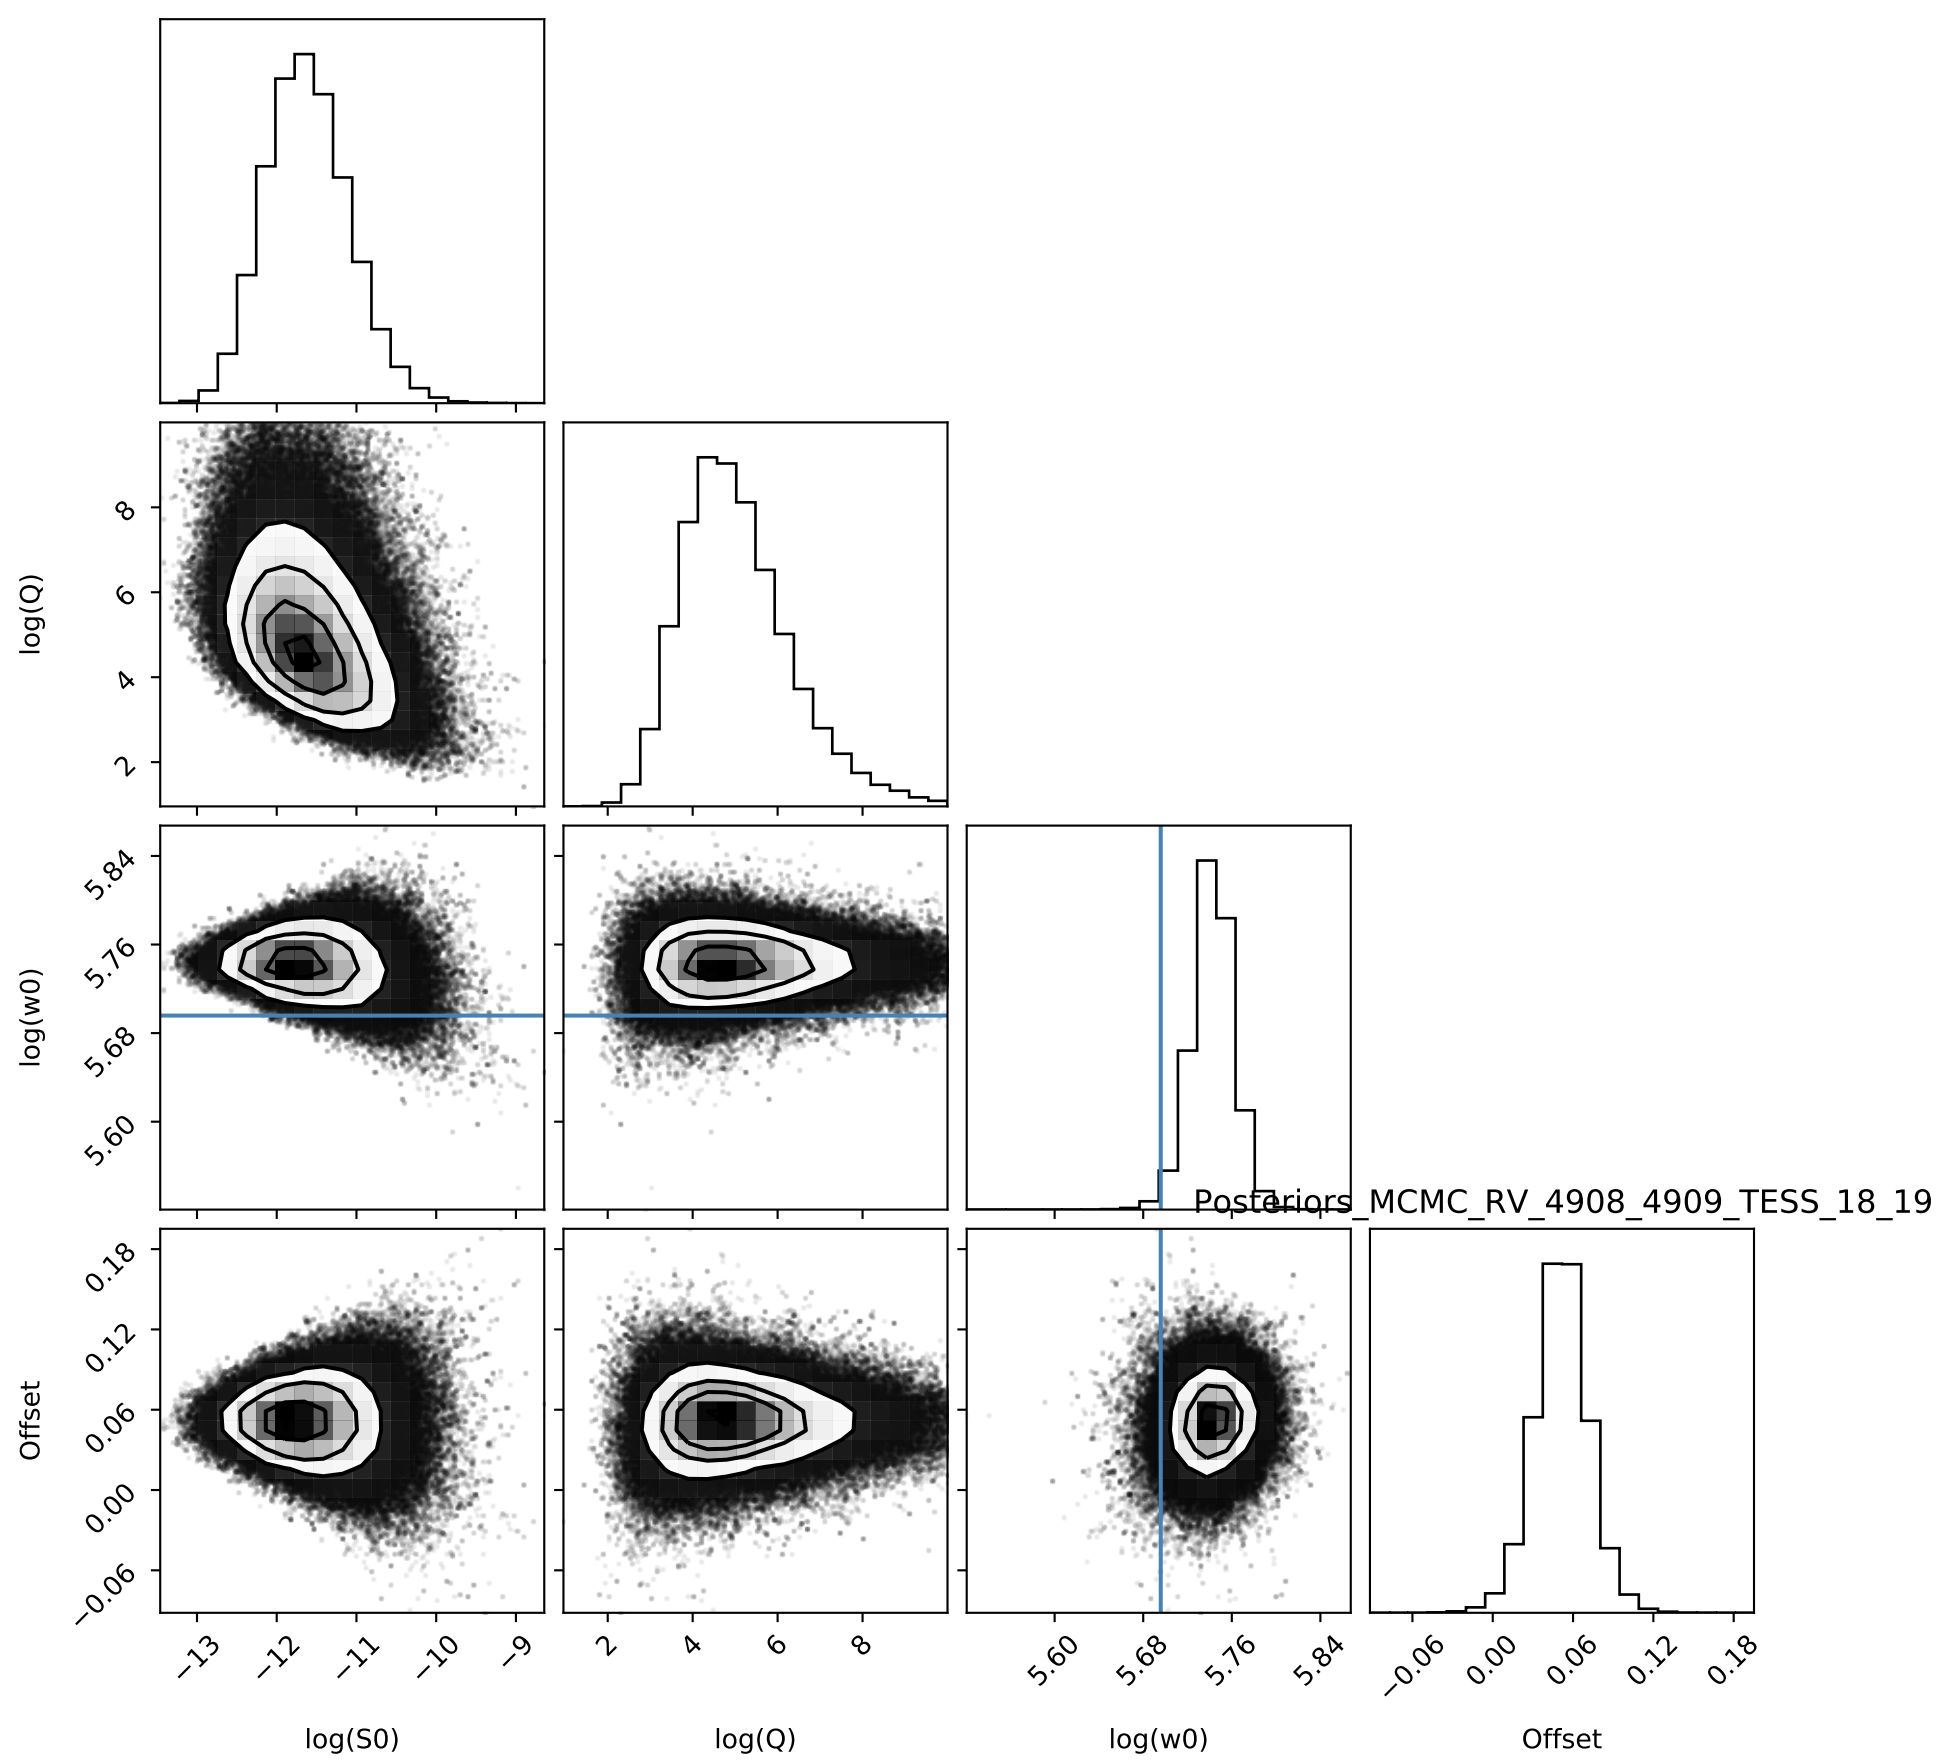 log(Q)
8
6
4
2
log(w0)
5.84
5.76
5.68
5.60
Posteriors_MCMC_RV_4908_4909_TESS_18_19
Offset
0.18
0.12
0.06
0.00
−0.06
−13 −12 −11 −10 −9
2 4 6 8
5.60 5.68 5.76 5.84
−0.06 0.00 0.06 0.12 0.18
log(S0) log(Q) log(w0) Offset